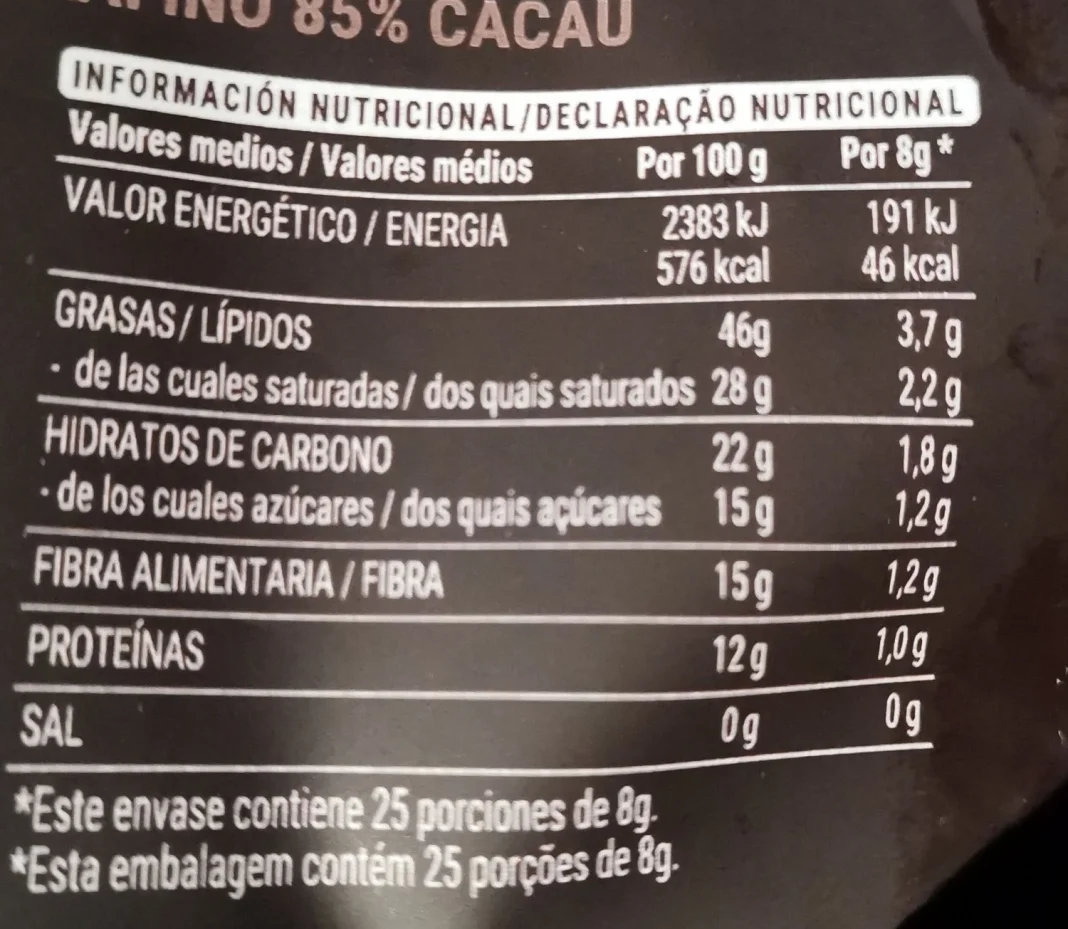 85% CACAU
INFORMACIÓN NUTRICIONAL/DECLARAÇÃO NUTRICIONAL
Valores medios / Valores médios Por 100 g Por 8g*
VALOR ENERGÉTICO / ENERGIA 2383 kJ 191 kJ
576 kcal 46 kcal
GRASAS / LÍPIDOS 46g 3,7 g
· de las cuales saturadas / dos quais saturados 28 g 2,2 g
HIDRATOS DE CARBONO 22 g 1,8 g
· de los cuales azúcares / dos quais açúcares 15 g 1,2 g
FIBRA ALIMENTARIA / FIBRA 15 g 1,2 g
PROTEÍNAS 12 g 1,0 g
SAL 0 g 0 g
*Este envase contiene 25 porciones de 8g.
*Esta embalagem contém 25 porções de 8g.